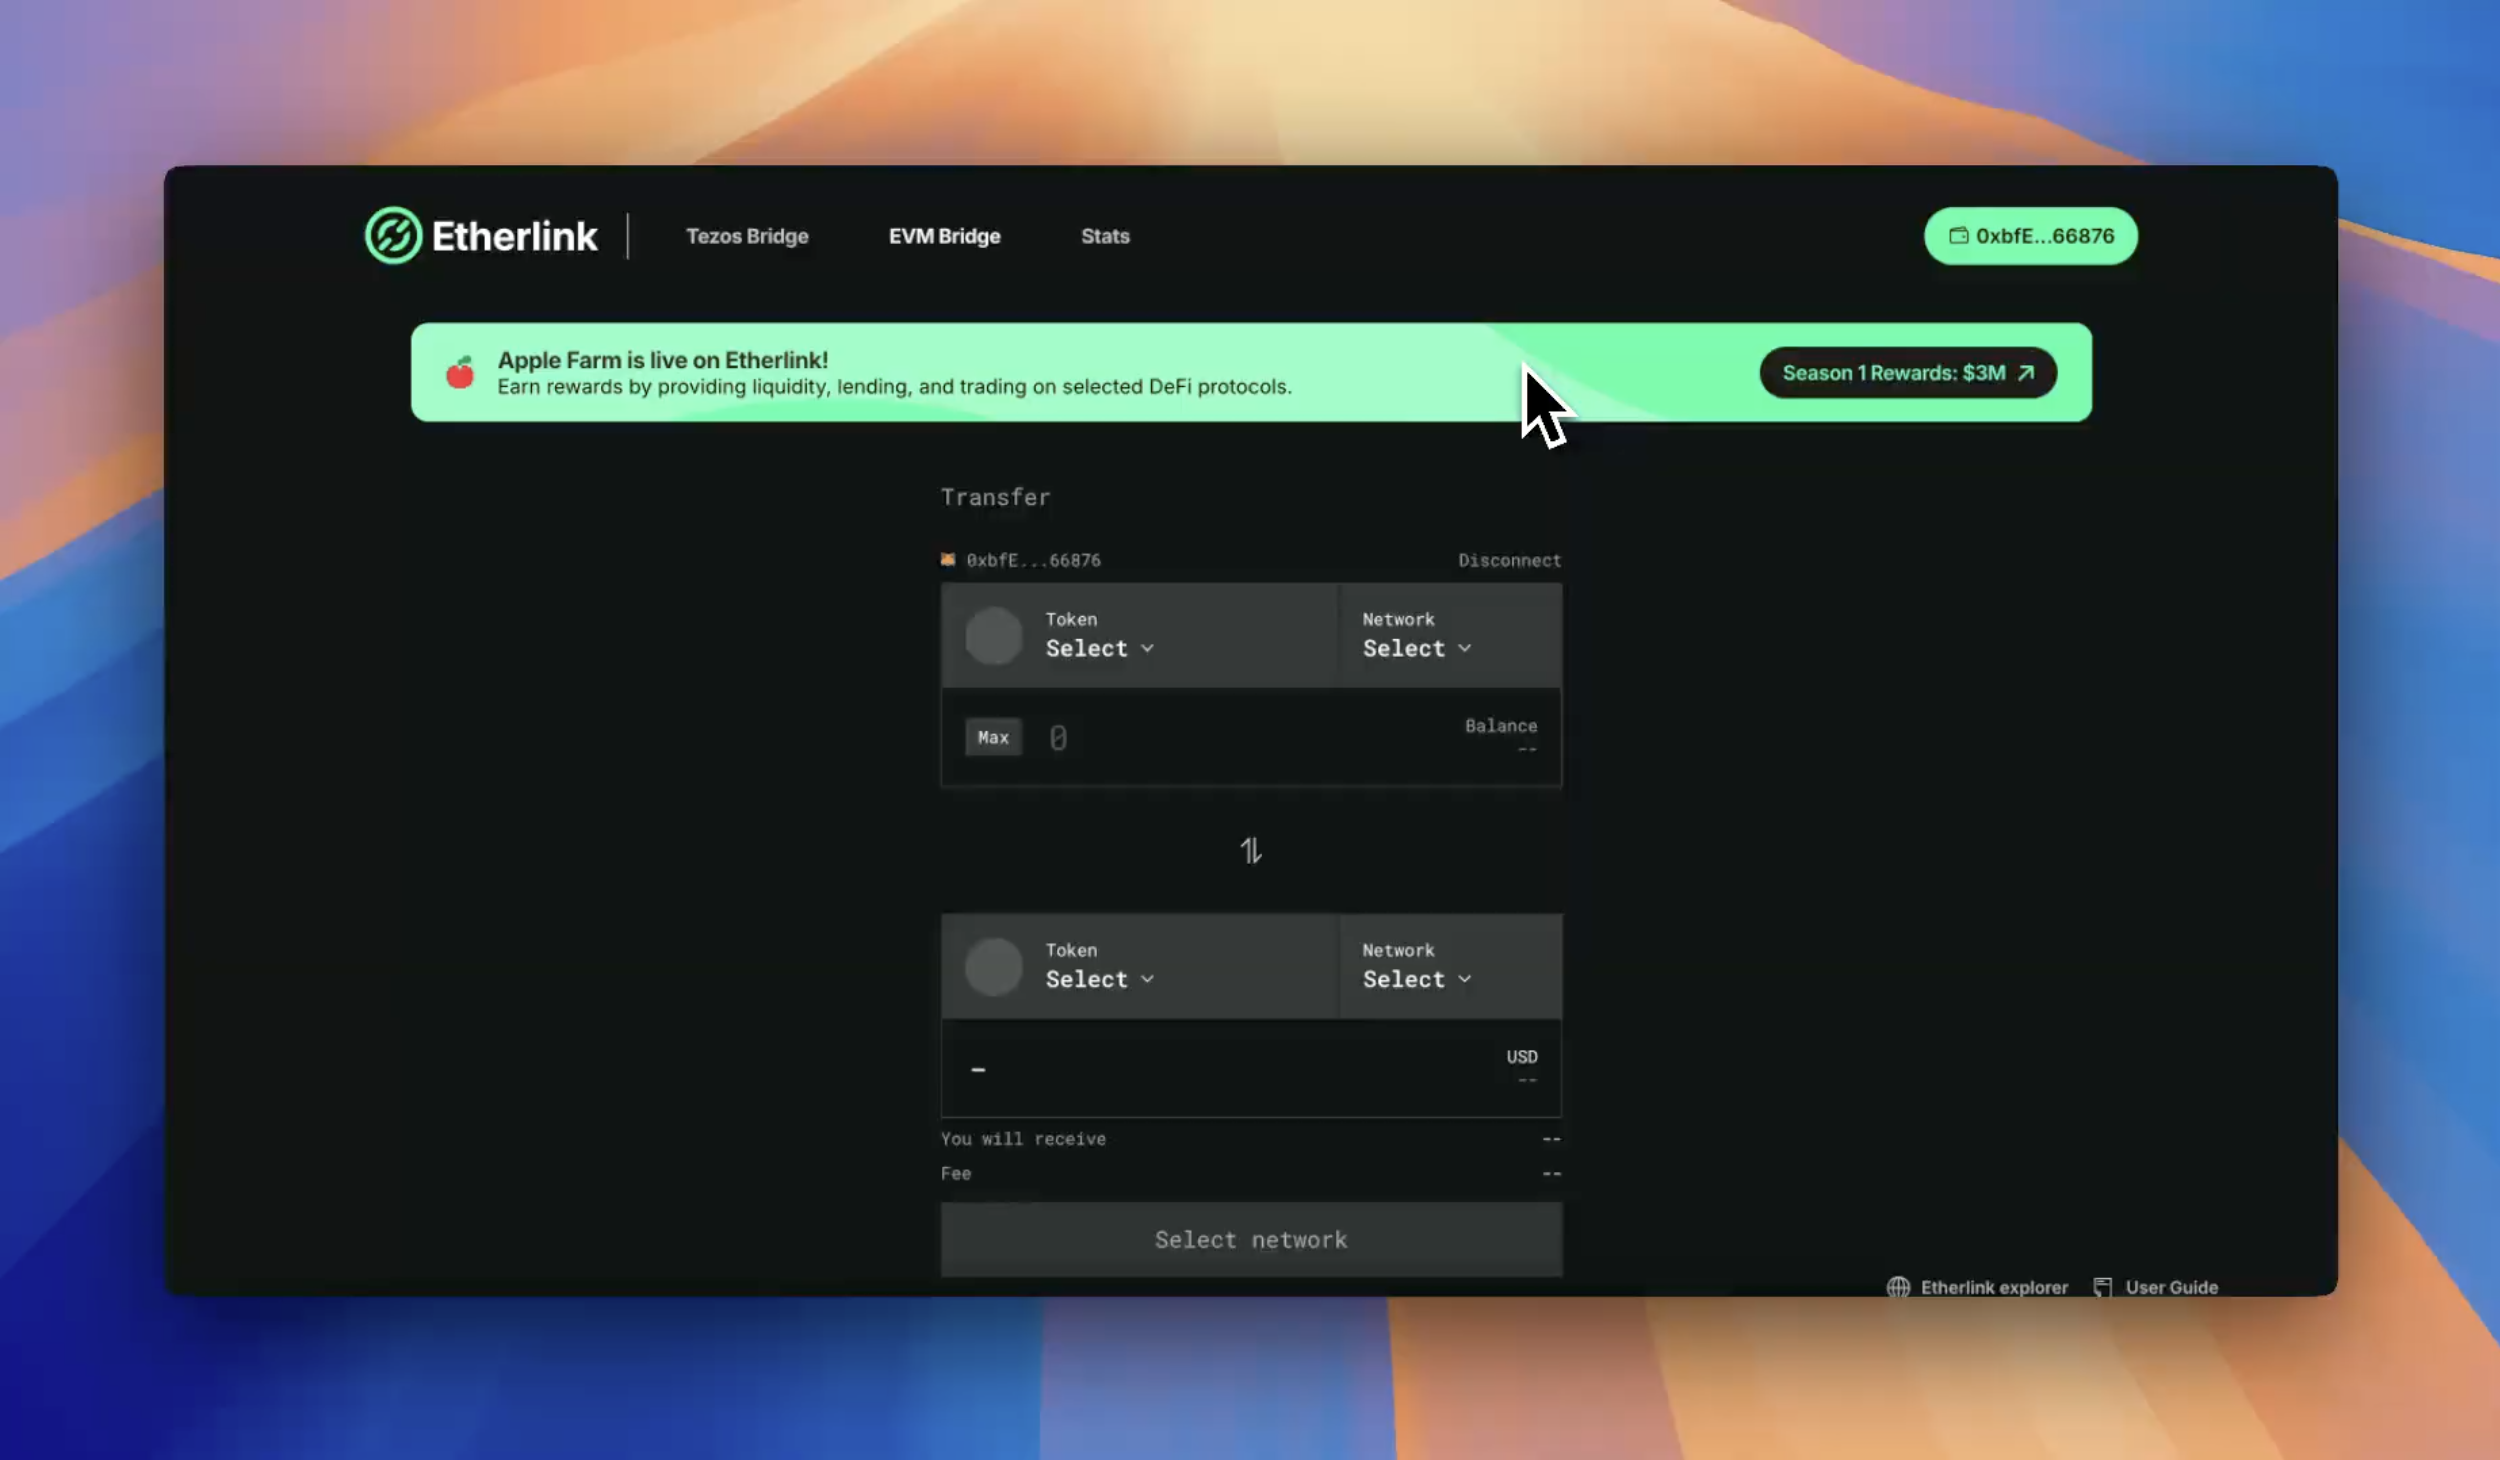 Etherlink
Tezos Bridge
EVM Bridge
Stats
0xbfE...66876
Apple Farm is live on Etherlink!
Earn rewards by providing liquidity, lending, and trading on selected DeFi protocols.
Season 1 Rewards: $3M
Transfer
0xbfE...66876
Disconnect
Token
Select
Network
Select
Max
0
Balance
--
Token
Select
Network
Select
–
USD
--
You will receive
--
Fee
--
Select network
Etherlink explorer
User Guide